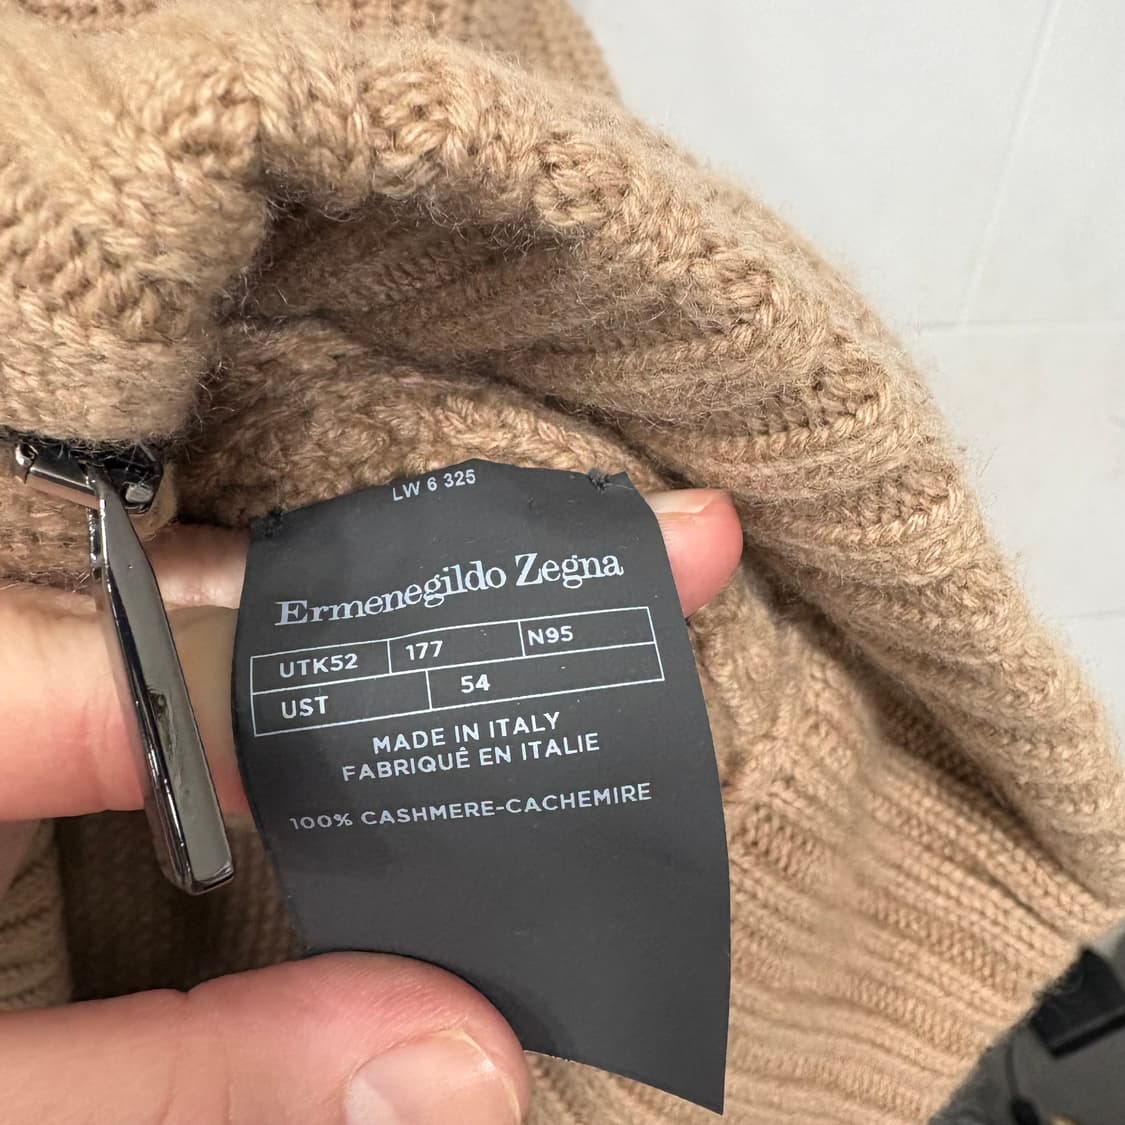 LW 6 325
Ermenegildo Zegna
UTK52 177 N95
UST 54
MADE IN ITALY
FABRIQUÊ EN ITALIE
100% CASHMERE-CACHEMIRE